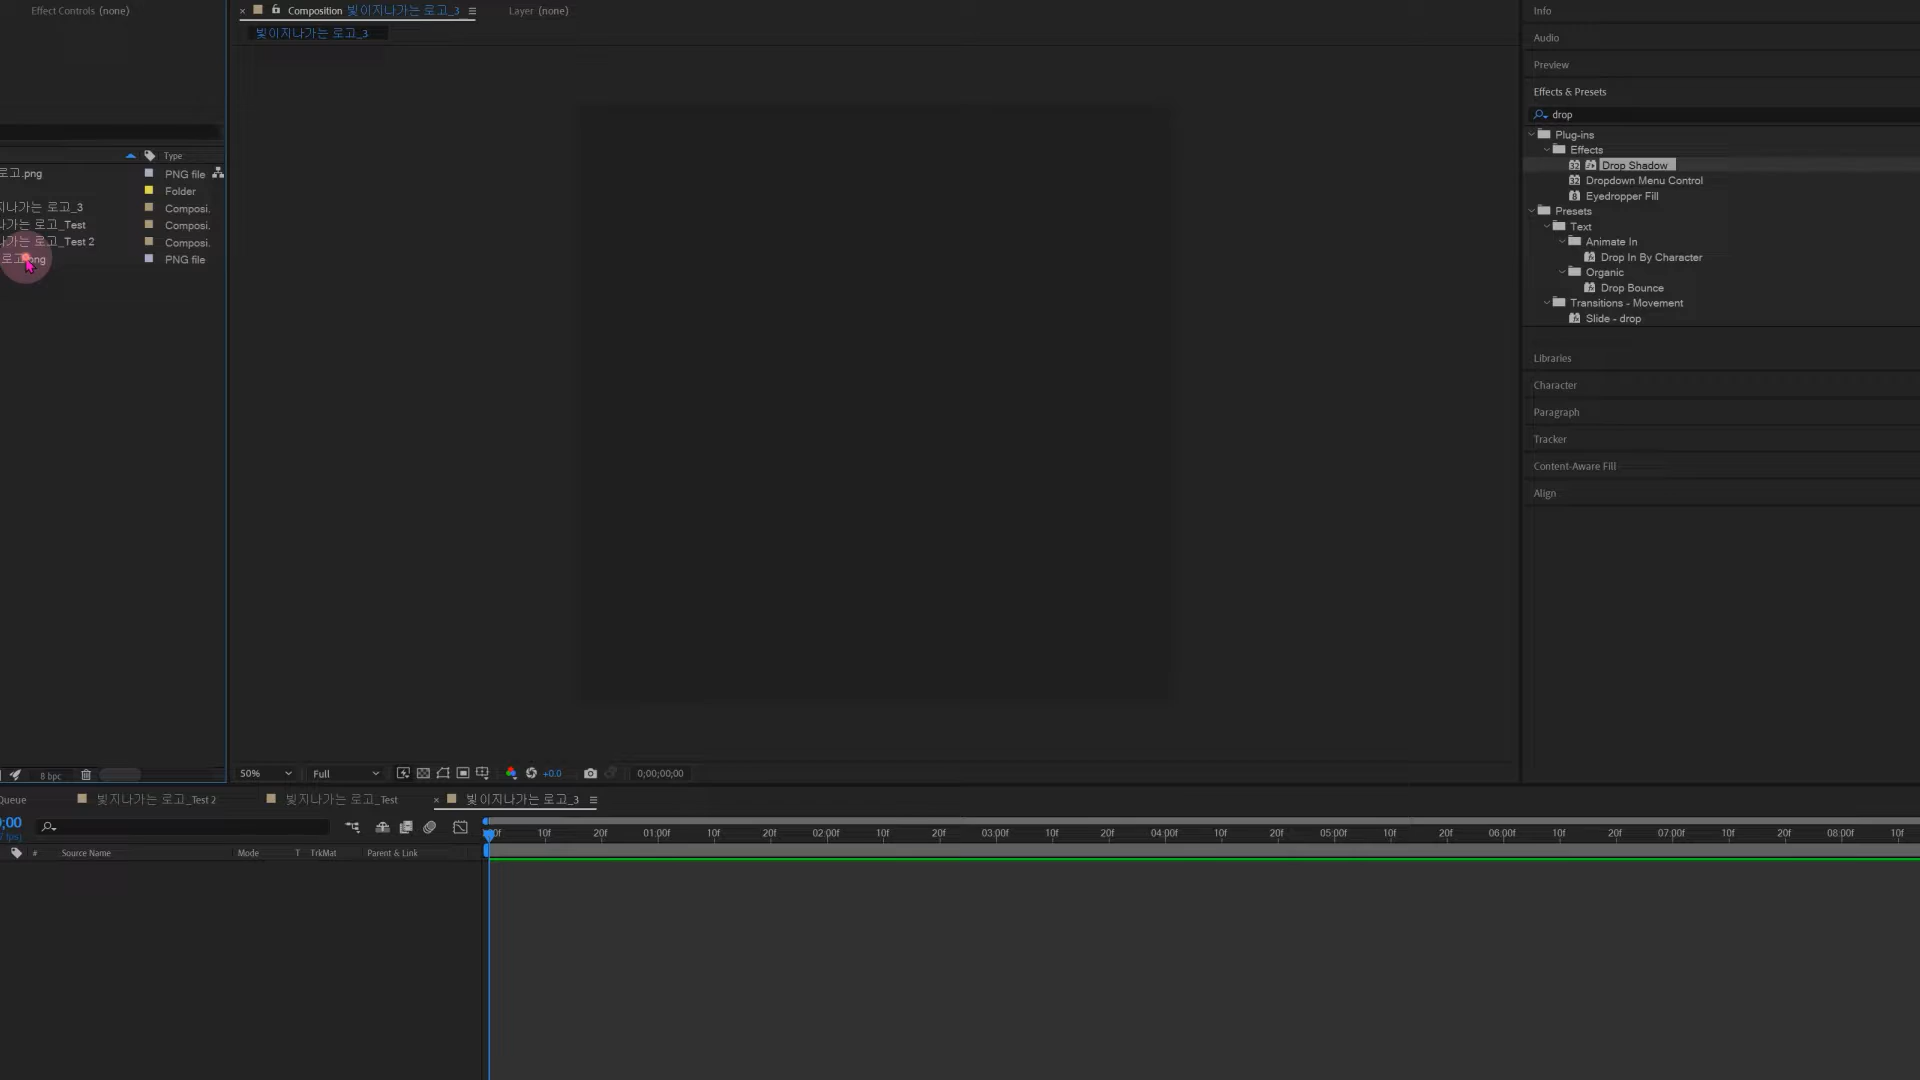 Effect Controls (none)
Composition 빛이지나가는 로고_3
Layer (none)
빛이지나가는 로고_3
Type
로고.png
PNG file
Folder
지나가는 로고_3
Composi.
나가는 로고_Test
Composi.
나가는 로고_Test 2
Composi.
로고.png
PNG file
Info
Audio
Preview
Effects & Presets
drop
Plug-ins
Effects
32
Drop Shadow
32
Dropdown Menu Control
8
Eyedropper Fill
Presets
Text
Animate In
Drop In By Character
Organic
Drop Bounce
Transitions - Movement
Slide - drop
Libraries
Character
Paragraph
Tracker
Content-Aware Fill
Align
8 bpc
50%
Full
+0.0
0;00;00;00
Queue
빛지나가는 로고_Test 2
빛지나가는 로고_Test
빛이지나가는 로고_3
0;00
#
Source Name
Mode
T
TrkMat
Parent & Link
00f
10f
20f
01:00f
10f
20f
02:00f
10f
20f
03:00f
10f
20f
04:00f
10f
20f
05:00f
10f
20f
06:00f
10f
20f
07:00f
10f
20f
08:00f
10f